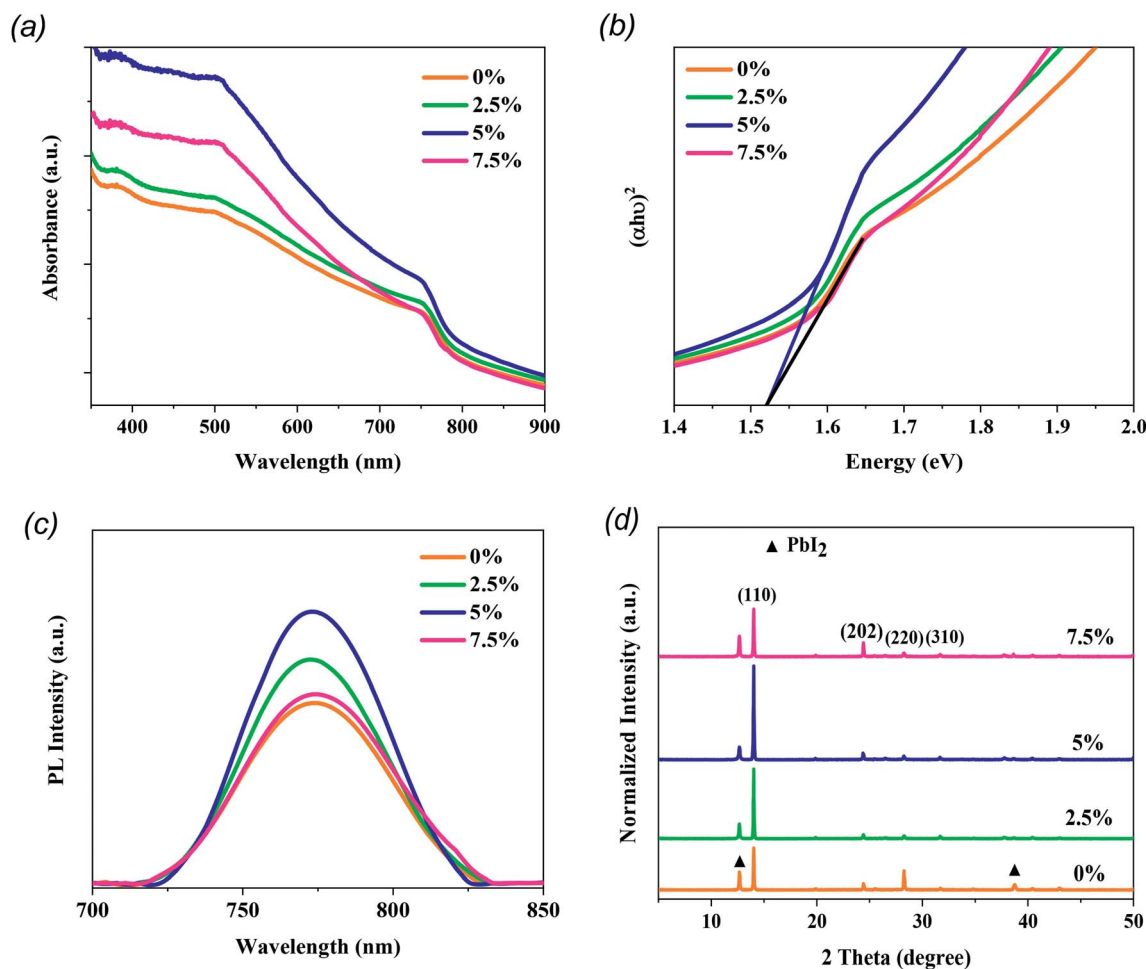 (a)
0%
2.5%
5%
7.5%
Absorbance (a.u.)
400 500 600 700 800 900
Wavelength (nm)
(b)
0%
2.5%
5%
7.5%
(αhυ)²
1.4 1.5 1.6 1.7 1.8 1.9 2.0
Energy (eV)
(c)
0%
2.5%
5%
7.5%
PL Intensity (a.u.)
700 750 800 850
Wavelength (nm)
(d)
▲ PbI₂
(110)
(202) (220) (310)
7.5%
5%
2.5%
0%
Normalized Intensity (a.u.)
10 20 30 40 50
2 Theta (degree)